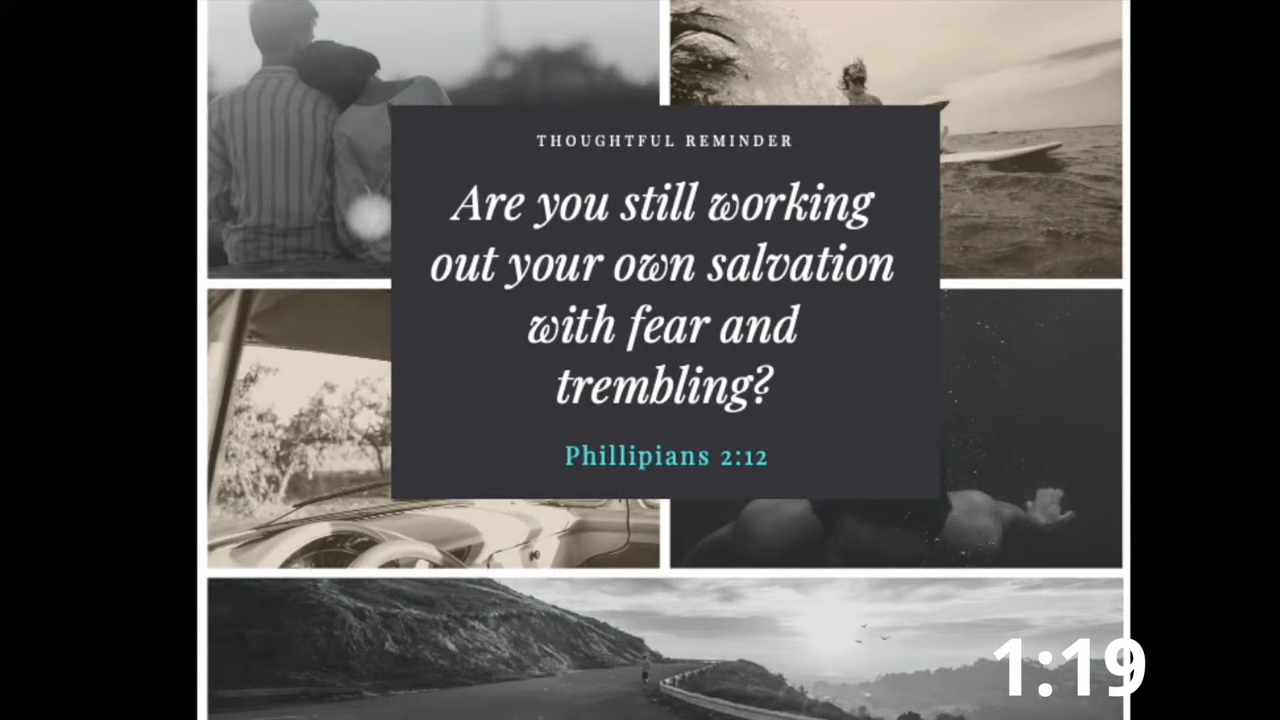 THOUGHTFUL REMINDER
Are you still working
out your own salvation
with fear and
trembling?
Phillipians 2:12
1:19